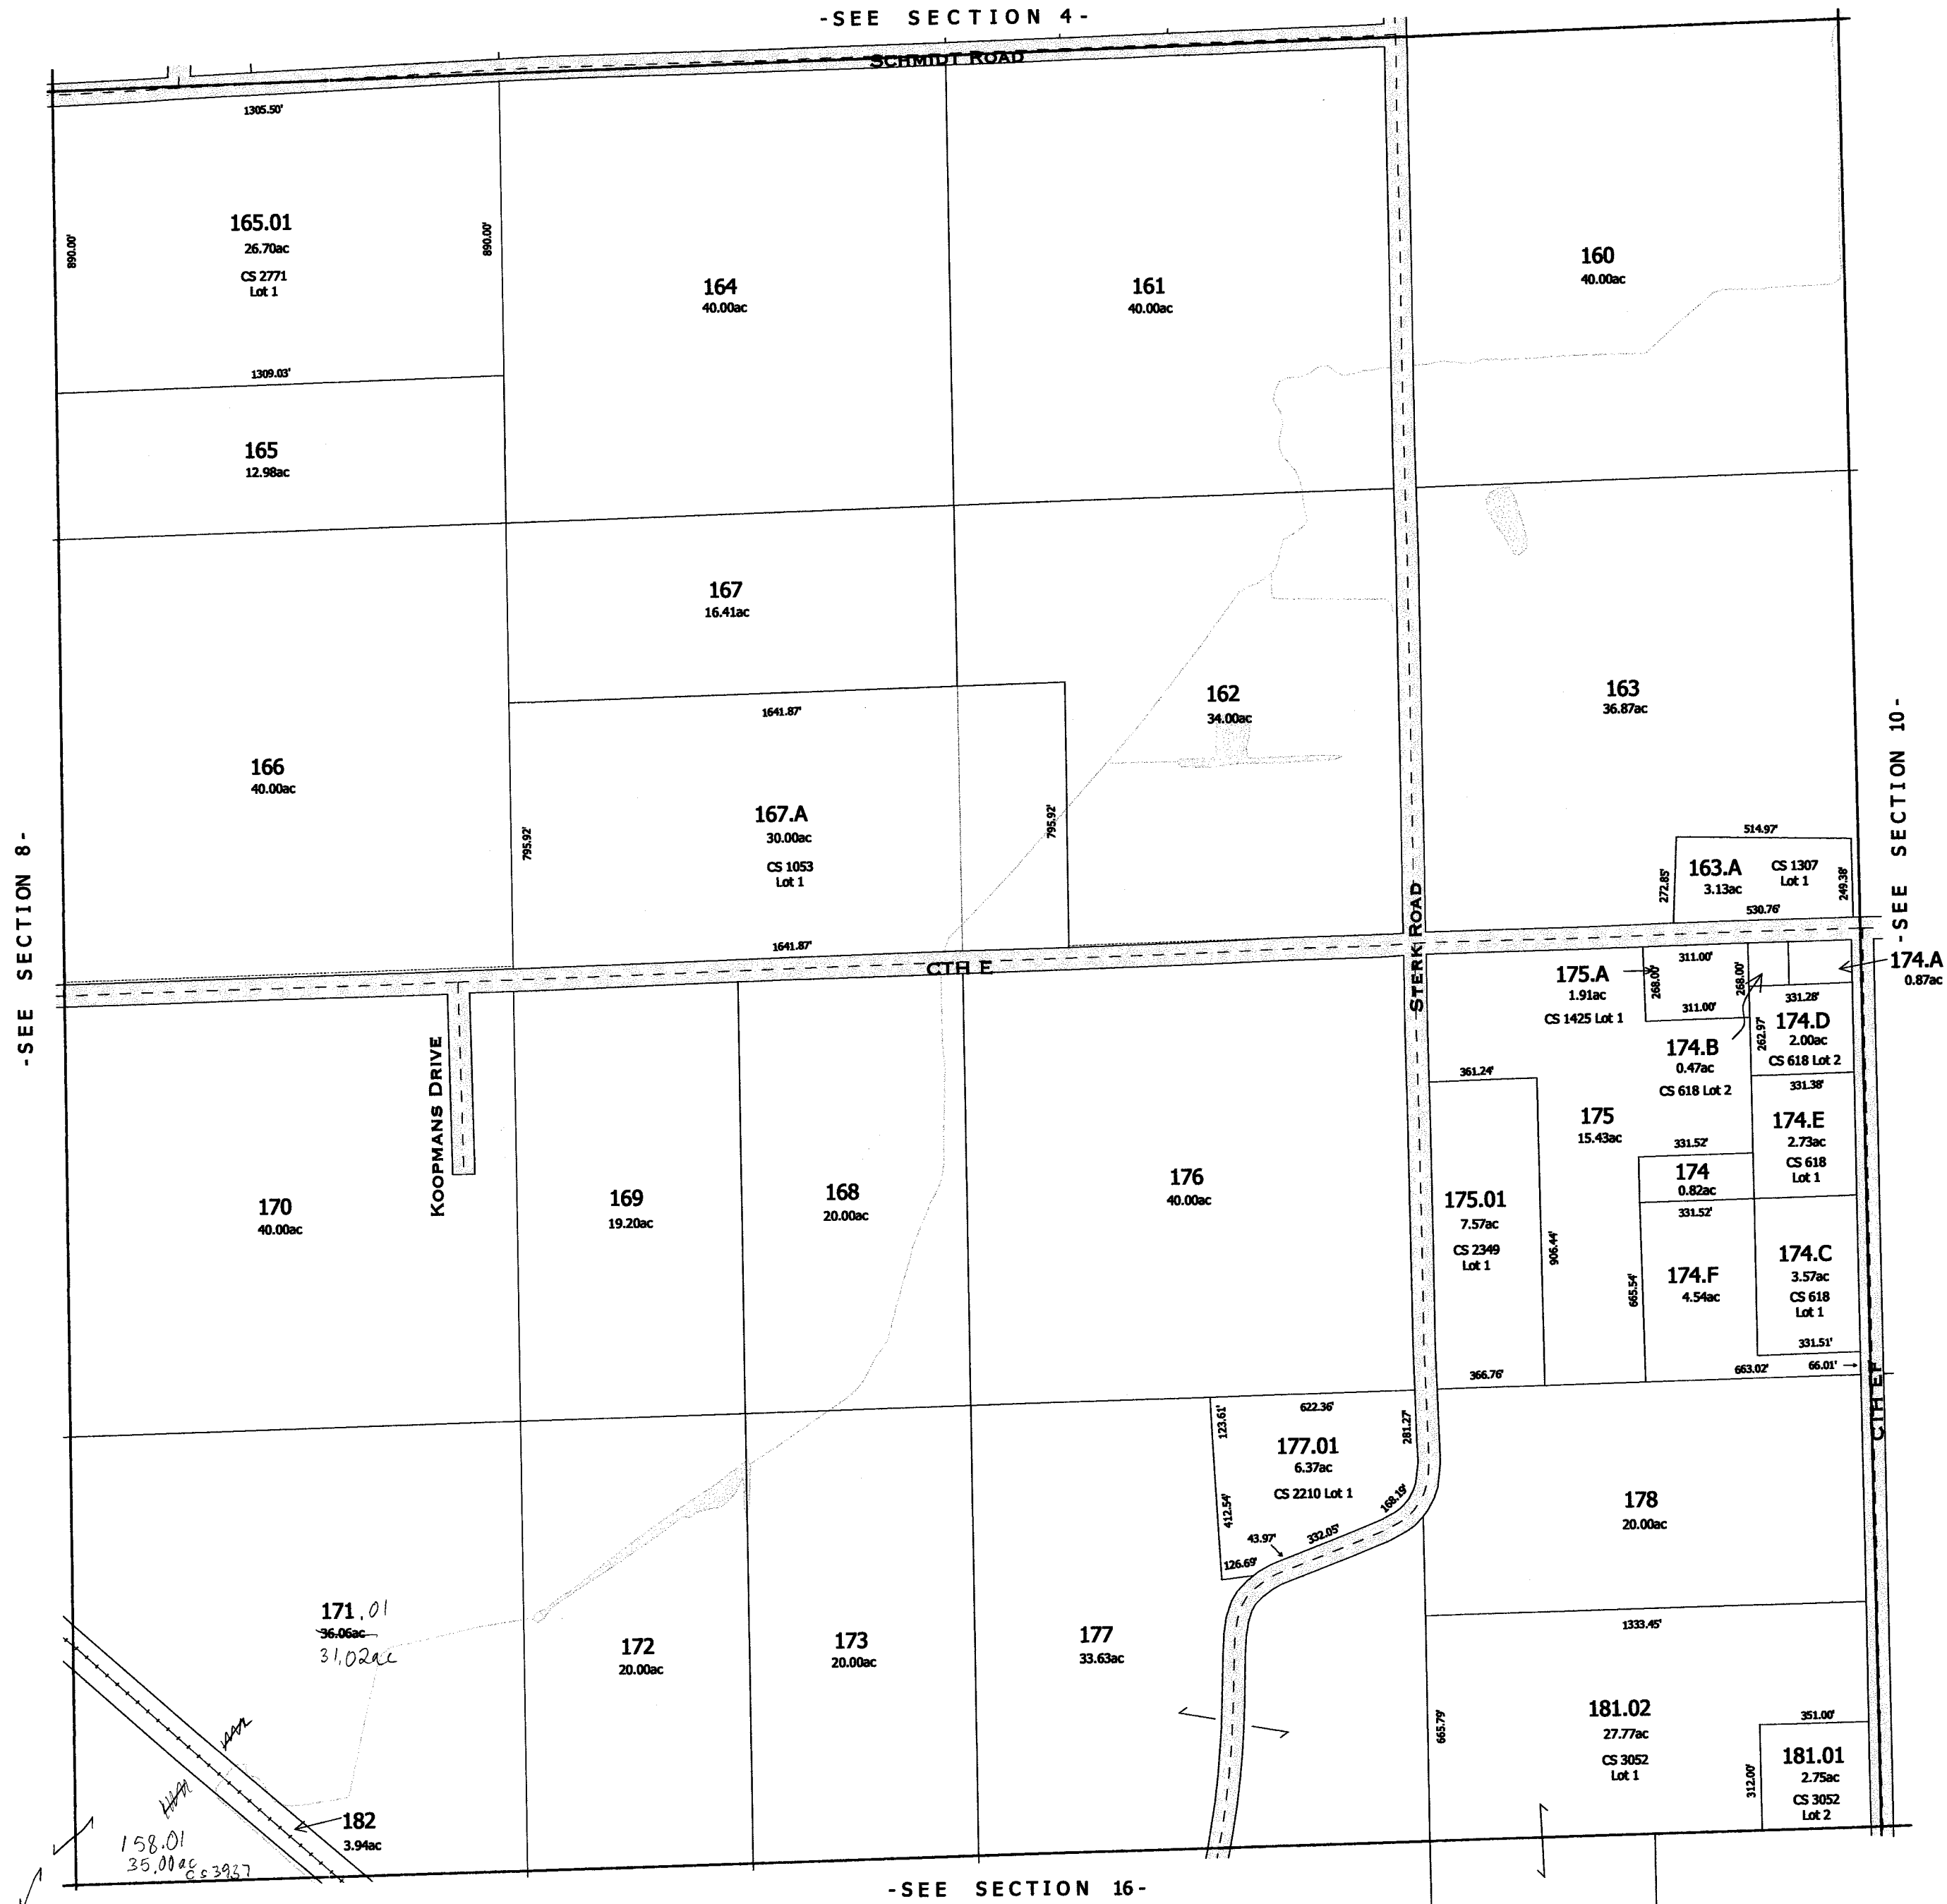 -SEE SECTION 4-
SCHMIDT ROAD
1305.50'
890.00'
165.01
26.70ac
CS 2771
Lot 1
890.00'
1309.03'
165
12.98ac
164
40.00ac
161
40.00ac
160
40.00ac
167
16.41ac
1641.87'
166
40.00ac
795.92'
167.A
30.00ac
CS 1053
Lot 1
795.92'
1641.87'
162
34.00ac
163
36.87ac
514.97'
272.85'
163.A
3.13ac
CS 1307
Lot 1
249.38'
530.76'
-SEE SECTION 8-
-SEE SECTION 10-
CTH E
STERK ROAD
KOOPMANS DRIVE
175.A
1.91ac
CS 1425 Lot 1
311.00'
268.00'
268.00'
311.00'
174.A
0.87ac
331.28'
174.D
2.00ac
CS 618 Lot 2
262.97'
331.38'
174.B
0.47ac
CS 618 Lot 2
361.24'
175
15.43ac
174.E
2.73ac
CS 618
Lot 1
331.52'
174
0.82ac
331.52'
170
40.00ac
169
19.20ac
168
20.00ac
176
40.00ac
175.01
7.57ac
CS 2349
Lot 1
906.44'
665.54'
174.F
4.54ac
174.C
3.57ac
CS 618
Lot 1
331.51'
366.76'
663.02'
66.01'
CTH F
123.61'
622.36'
281.27'
177.01
6.37ac
CS 2210 Lot 1
412.54'
168.19'
332.05'
43.97'
126.69'
178
20.00ac
1333.45'
171.01
36.06ac
31.02ac
172
20.00ac
173
20.00ac
177
33.63ac
665.79'
181.02
27.77ac
CS 3052
Lot 1
351.00'
312.00'
181.01
2.75ac
CS 3052
Lot 2
182
3.94ac
158.01
35.00ac
CS3937
-SEE SECTION 16-